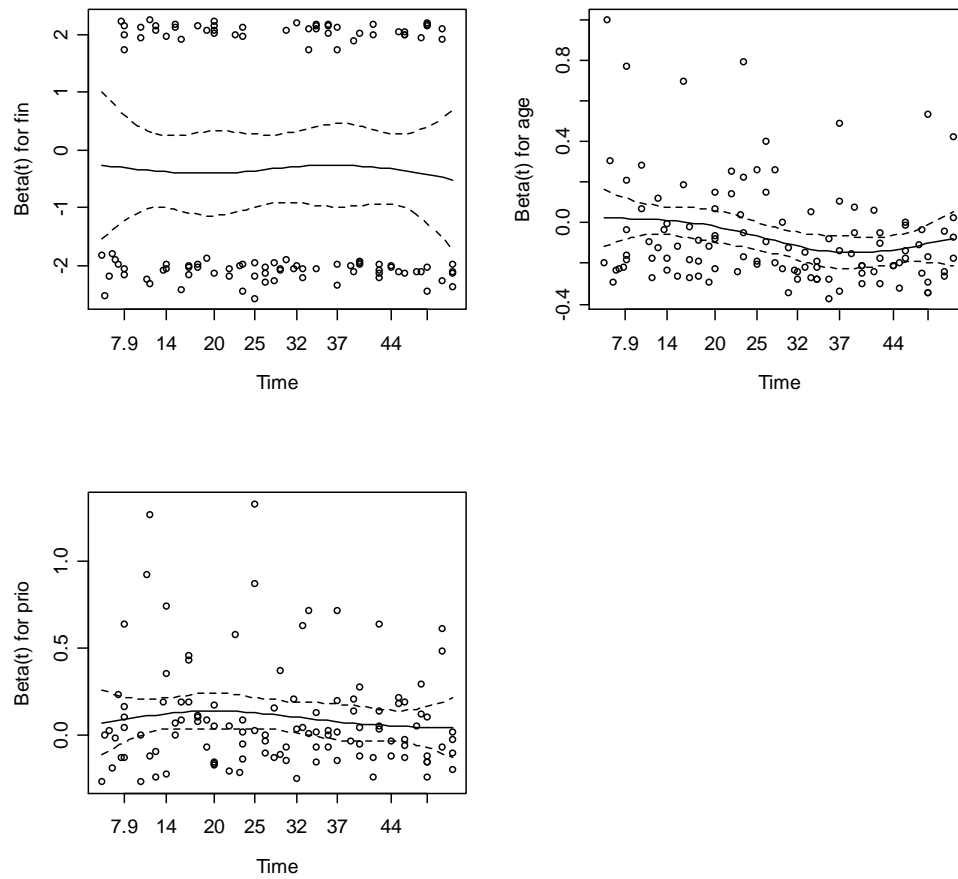 Beta(t) for fin
2
1
0
-1
-2
7.9 14 20 25 32 37 44
Time
Beta(t) for age
0.8
0.4
0.0
-0.4
7.9 14 20 25 32 37 44
Time
Beta(t) for prio
1.0
0.5
0.0
7.9 14 20 25 32 37 44
Time